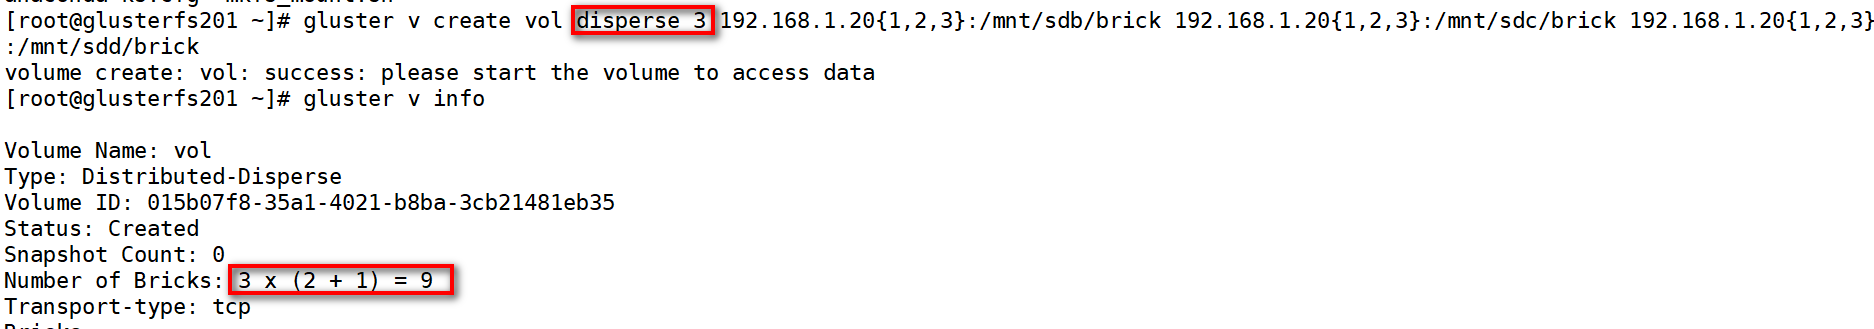 [root@glusterfs201 ~]# gluster v create vol disperse 3 192.168.1.20{1,2,3}:/mnt/sdb/brick 192.168.1.20{1,2,3}:/mnt/sdc/brick 192.168.1.20{1,2,3}
:/mnt/sdd/brick
volume create: vol: success: please start the volume to access data
[root@glusterfs201 ~]# gluster v info
Volume Name: vol
Type: Distributed-Disperse
Volume ID: 015b07f8-35a1-4021-b8ba-3cb21481eb35
Status: Created
Snapshot Count: 0
Number of Bricks: 3 x (2 + 1) = 9
Transport-type: tcp